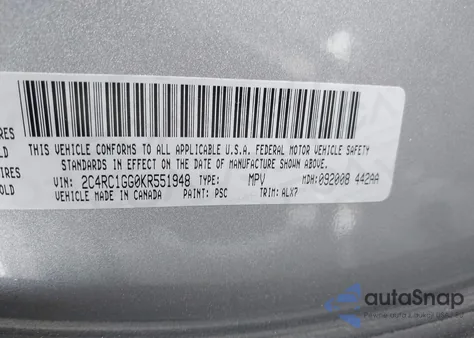 RES
THIS VEHICLE CONFORMS TO ALL APPLICABLE U.S.A. FEDERAL MOTOR VEHICLE SAFETY
LD
STANDARDS IN EFFECT ON THE DATE OF MANUFACTURE SHOWN ABOVE.
IRES
VIN: 2C4RC1GG0KR551948 TYPE: MPV MDH: 092008 442AA
OLD
VEHICLE MADE IN CANADA PAINT: PSC TRIM: ALX7
autoSnap